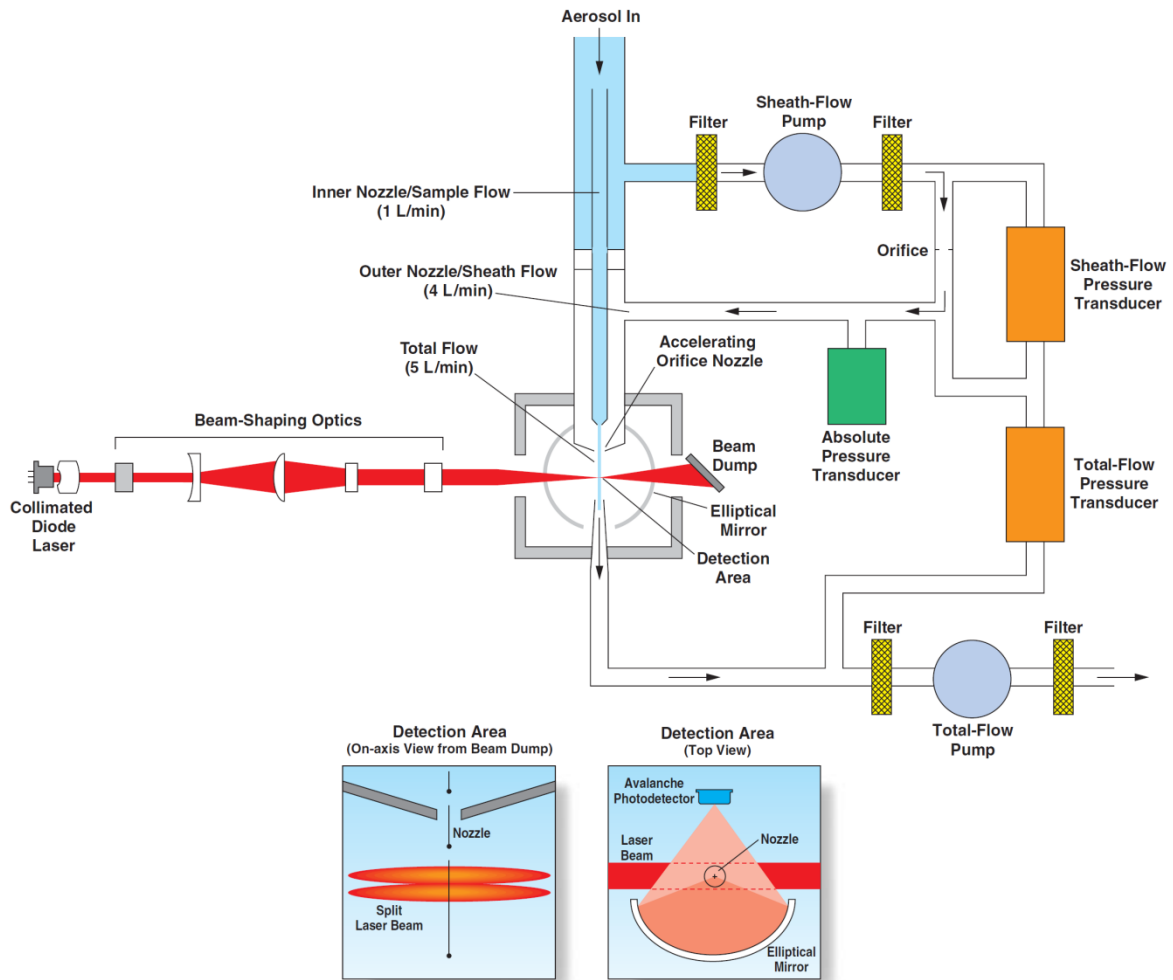 Aerosol In
Sheath-Flow
Pump
Filter
Filter
Inner Nozzle/Sample Flow
(1 L/min)
Orifice
Outer Nozzle/Sheath Flow
(4 L/min)
Sheath-Flow
Pressure
Transducer
Total Flow
(5 L/min)
Accelerating
Orifice Nozzle
Beam-Shaping Optics
Beam
Dump
Absolute
Pressure
Transducer
Total-Flow
Pressure
Transducer
Collimated
Diode
Laser
Elliptical
Mirror
Detection
Area
Filter
Filter
Total-Flow
Pump
Detection Area
(On-axis View from Beam Dump)
Nozzle
Split
Laser Beam
Detection Area
(Top View)
Avalanche
Photodetector
Laser
Beam
Nozzle
+
Elliptical
Mirror